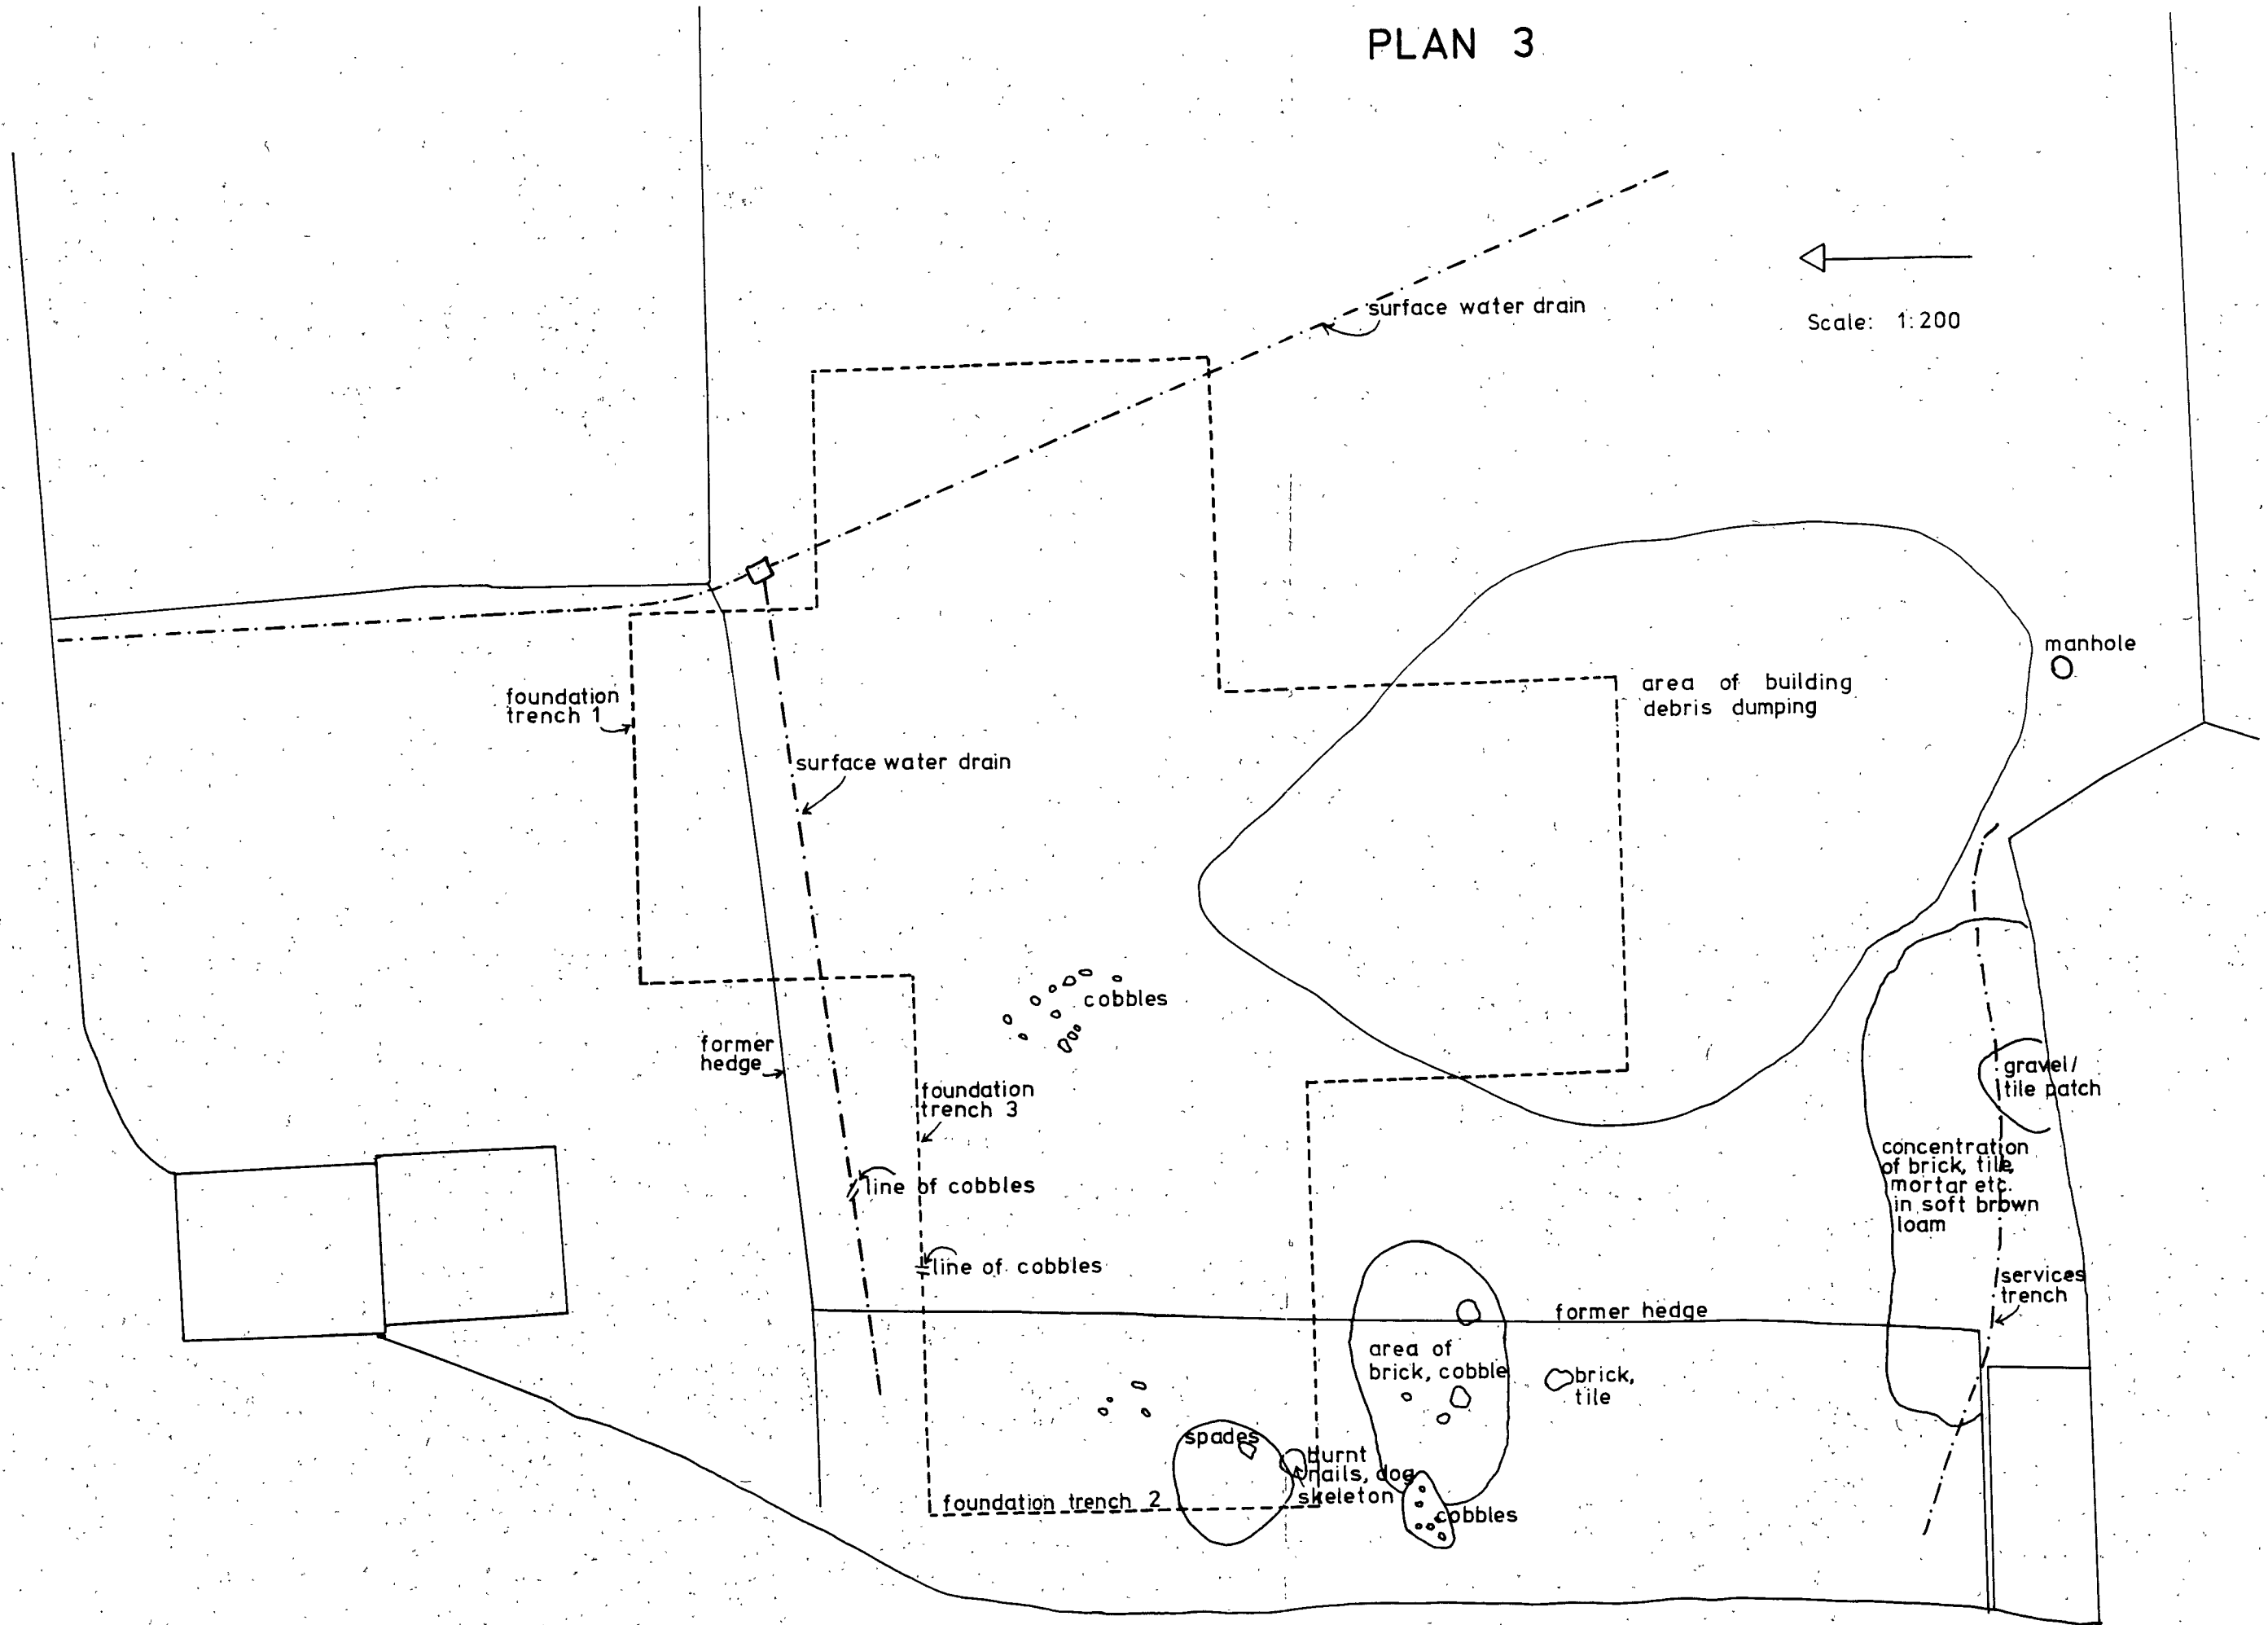 PLAN 3
surface water drain
Scale: 1:200
manhole
area of building
debris dumping
foundation
trench 1
surface water drain
cobbles
former
hedge
gravel/
tile patch
foundation
trench 3
concentration
of brick, tile,
mortar etc.
in soft brown
loam
line of cobbles
line of cobbles
services
trench
former hedge
area of
brick, cobble
brick,
tile
spades
burnt
nails, dog
skeleton
foundation trench 2
cobbles